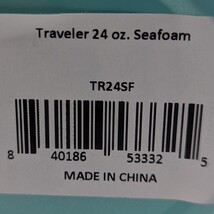 Traveler 24 oz. Seafoam
TR24SF
8 40186 53332 5
MADE IN CHINA